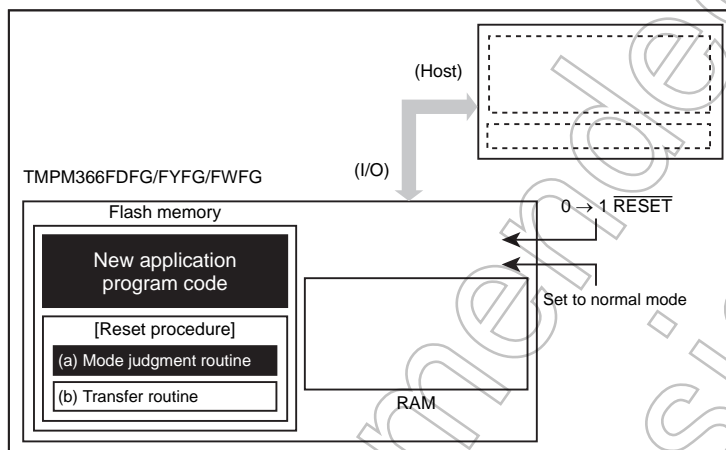 (Host)
(I/O)
TMPM366FDFG/FYFG/FWFG
Flash memory
0 → 1 RESET
New application
program code
Set to normal mode
[Reset procedure]
(a) Mode judgment routine
(b) Transfer routine
RAM